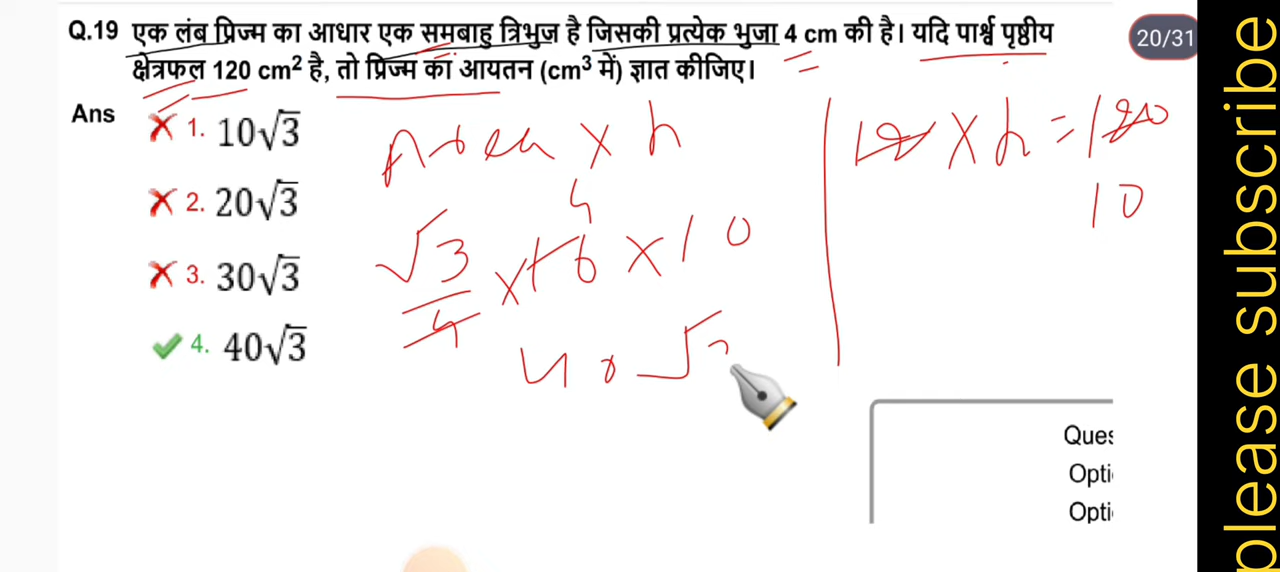 Q.19 एक लंब प्रिज्म का आधार एक समबाहु त्रिभुज है जिसकी प्रत्येक भुजा 4 cm की है। यदि पार्श्व पृष्ठीय
क्षेत्रफल 120 cm² है, तो प्रिज्म का आयतन (cm³ में) ज्ञात कीजिए।
20/31
Ans
1. 10√3
2. 20√3
3. 30√3
4. 40√3
Area × h
√3/4 × 16 × 10
4
40√3
12 × h = 120
10
Ques
Opti
Opti
please subscribe